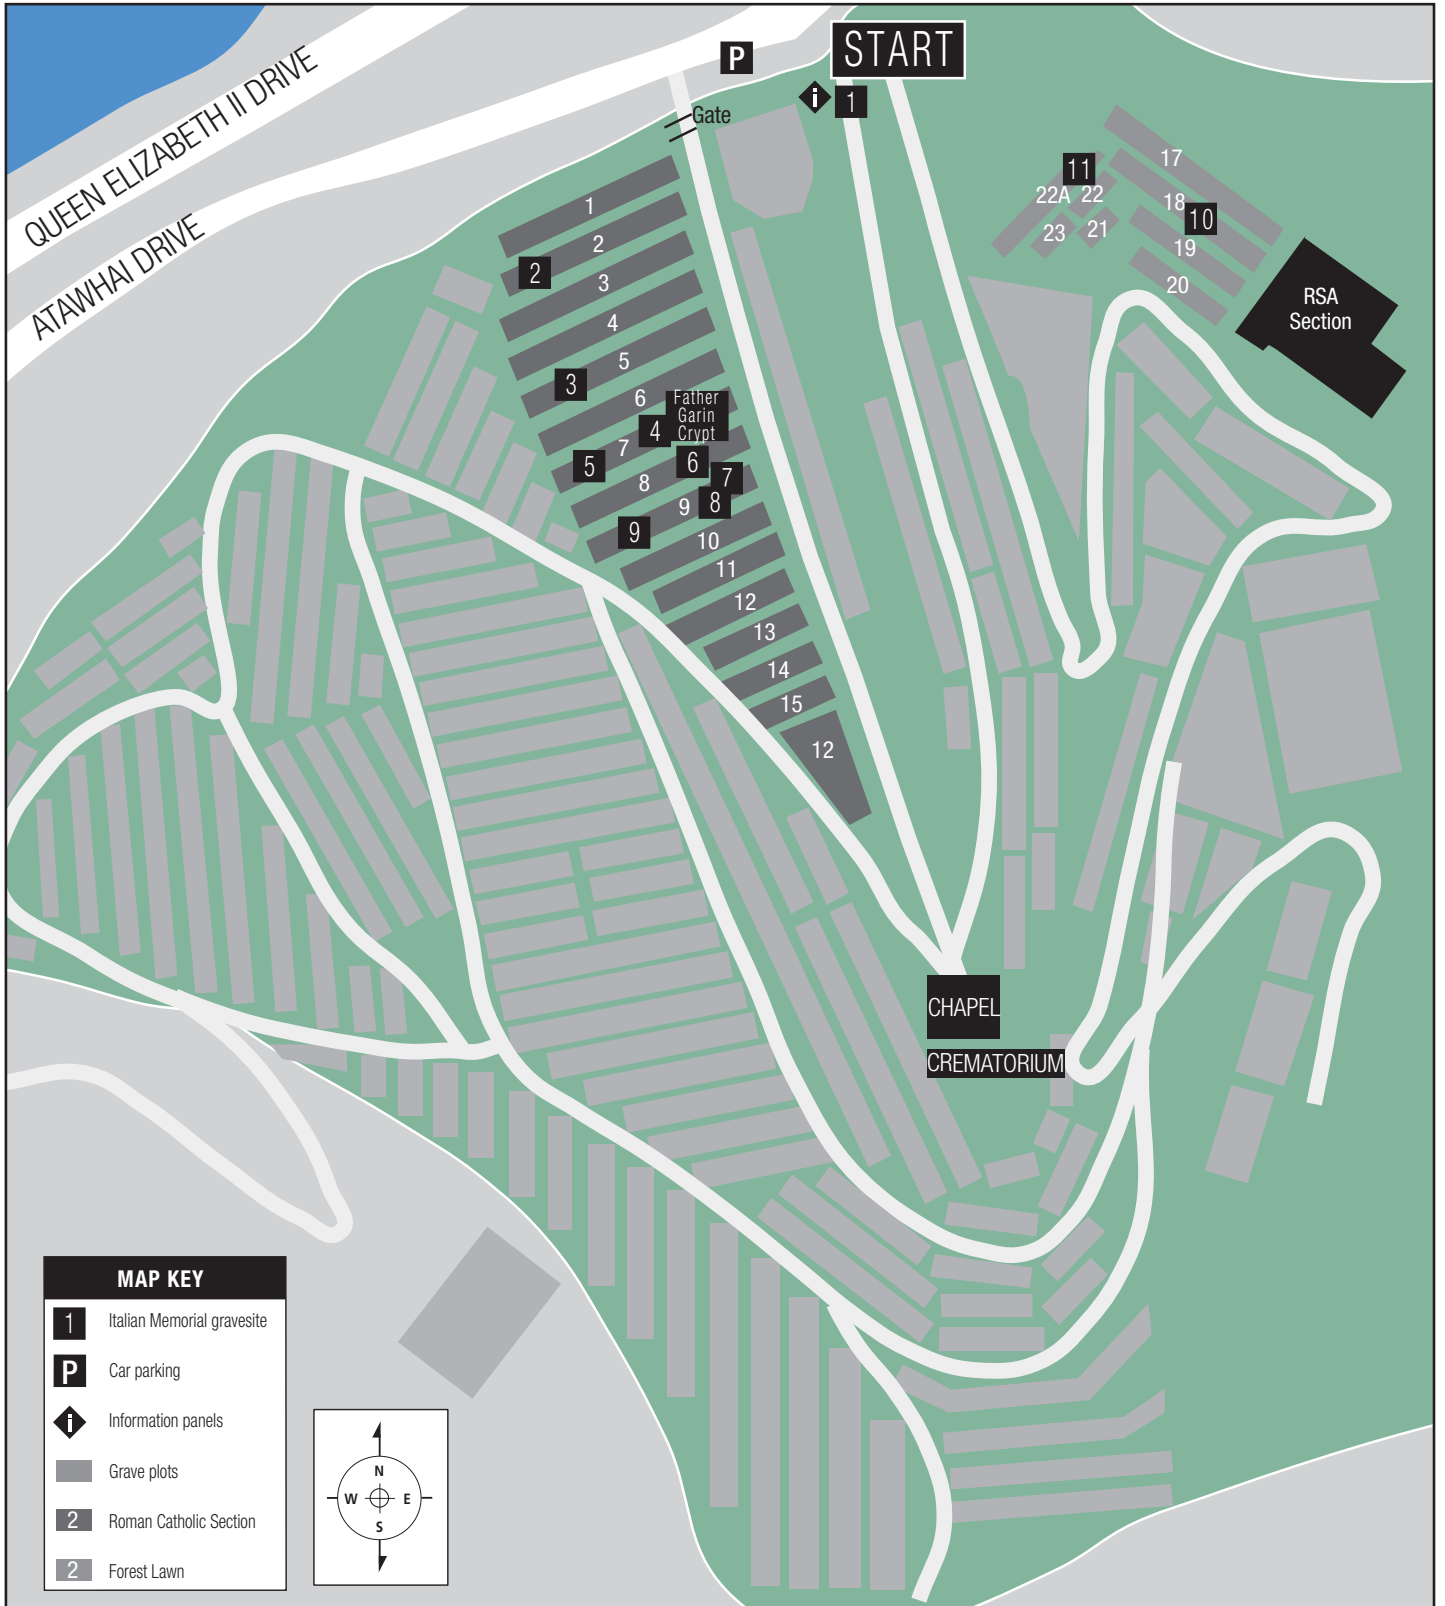 START
P
i
1
QUEEN ELIZABETH II DRIVE
ATAWHAI DRIVE
Gate
1
2
2
3
4
5
3
6
Father
Garin
Crypt
4
7
5
6
8
7
8
9
9
10
11
12
13
14
15
12
17
11
22A
22
18
10
23
21
19
20
RSA
Section
CHAPEL
CREMATORIUM
MAP KEY
1 Italian Memorial gravesite
P Car parking
i Information panels
Grave plots
2 Roman Catholic Section
2 Forest Lawn
N
W E
S